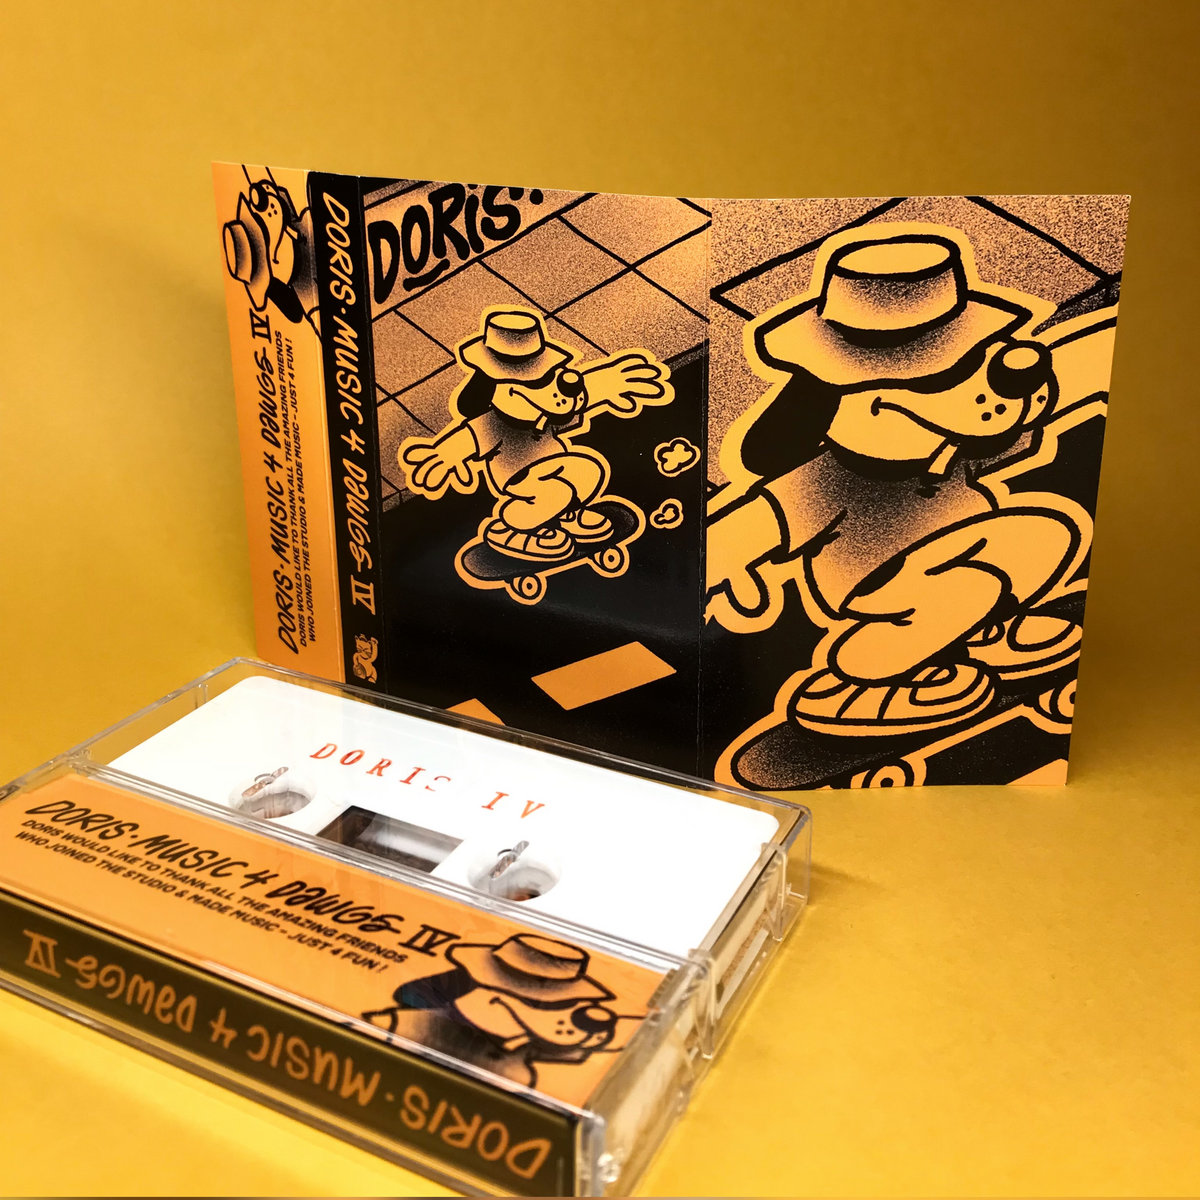 DORIS·
DORIS·MUSIC 4 DAWGS IV
DORIS WOULD LIKE TO THANK ALL THE AMAZING FRIENDS
WHO JOINED THE STUDIO & MADE MUSIC - JUST 4 FUN!
DORIS·MUSIC 4 DAWGS IV
DORIS IV
DORIS·MUSIC 4 DAWGS IV
DORIS WOULD LIKE TO THANK ALL THE AMAZING FRIENDS
WHO JOINED THE STUDIO & MADE MUSIC - JUST 4 FUN!
DORIS·MUSIC 4 DAWGS IV